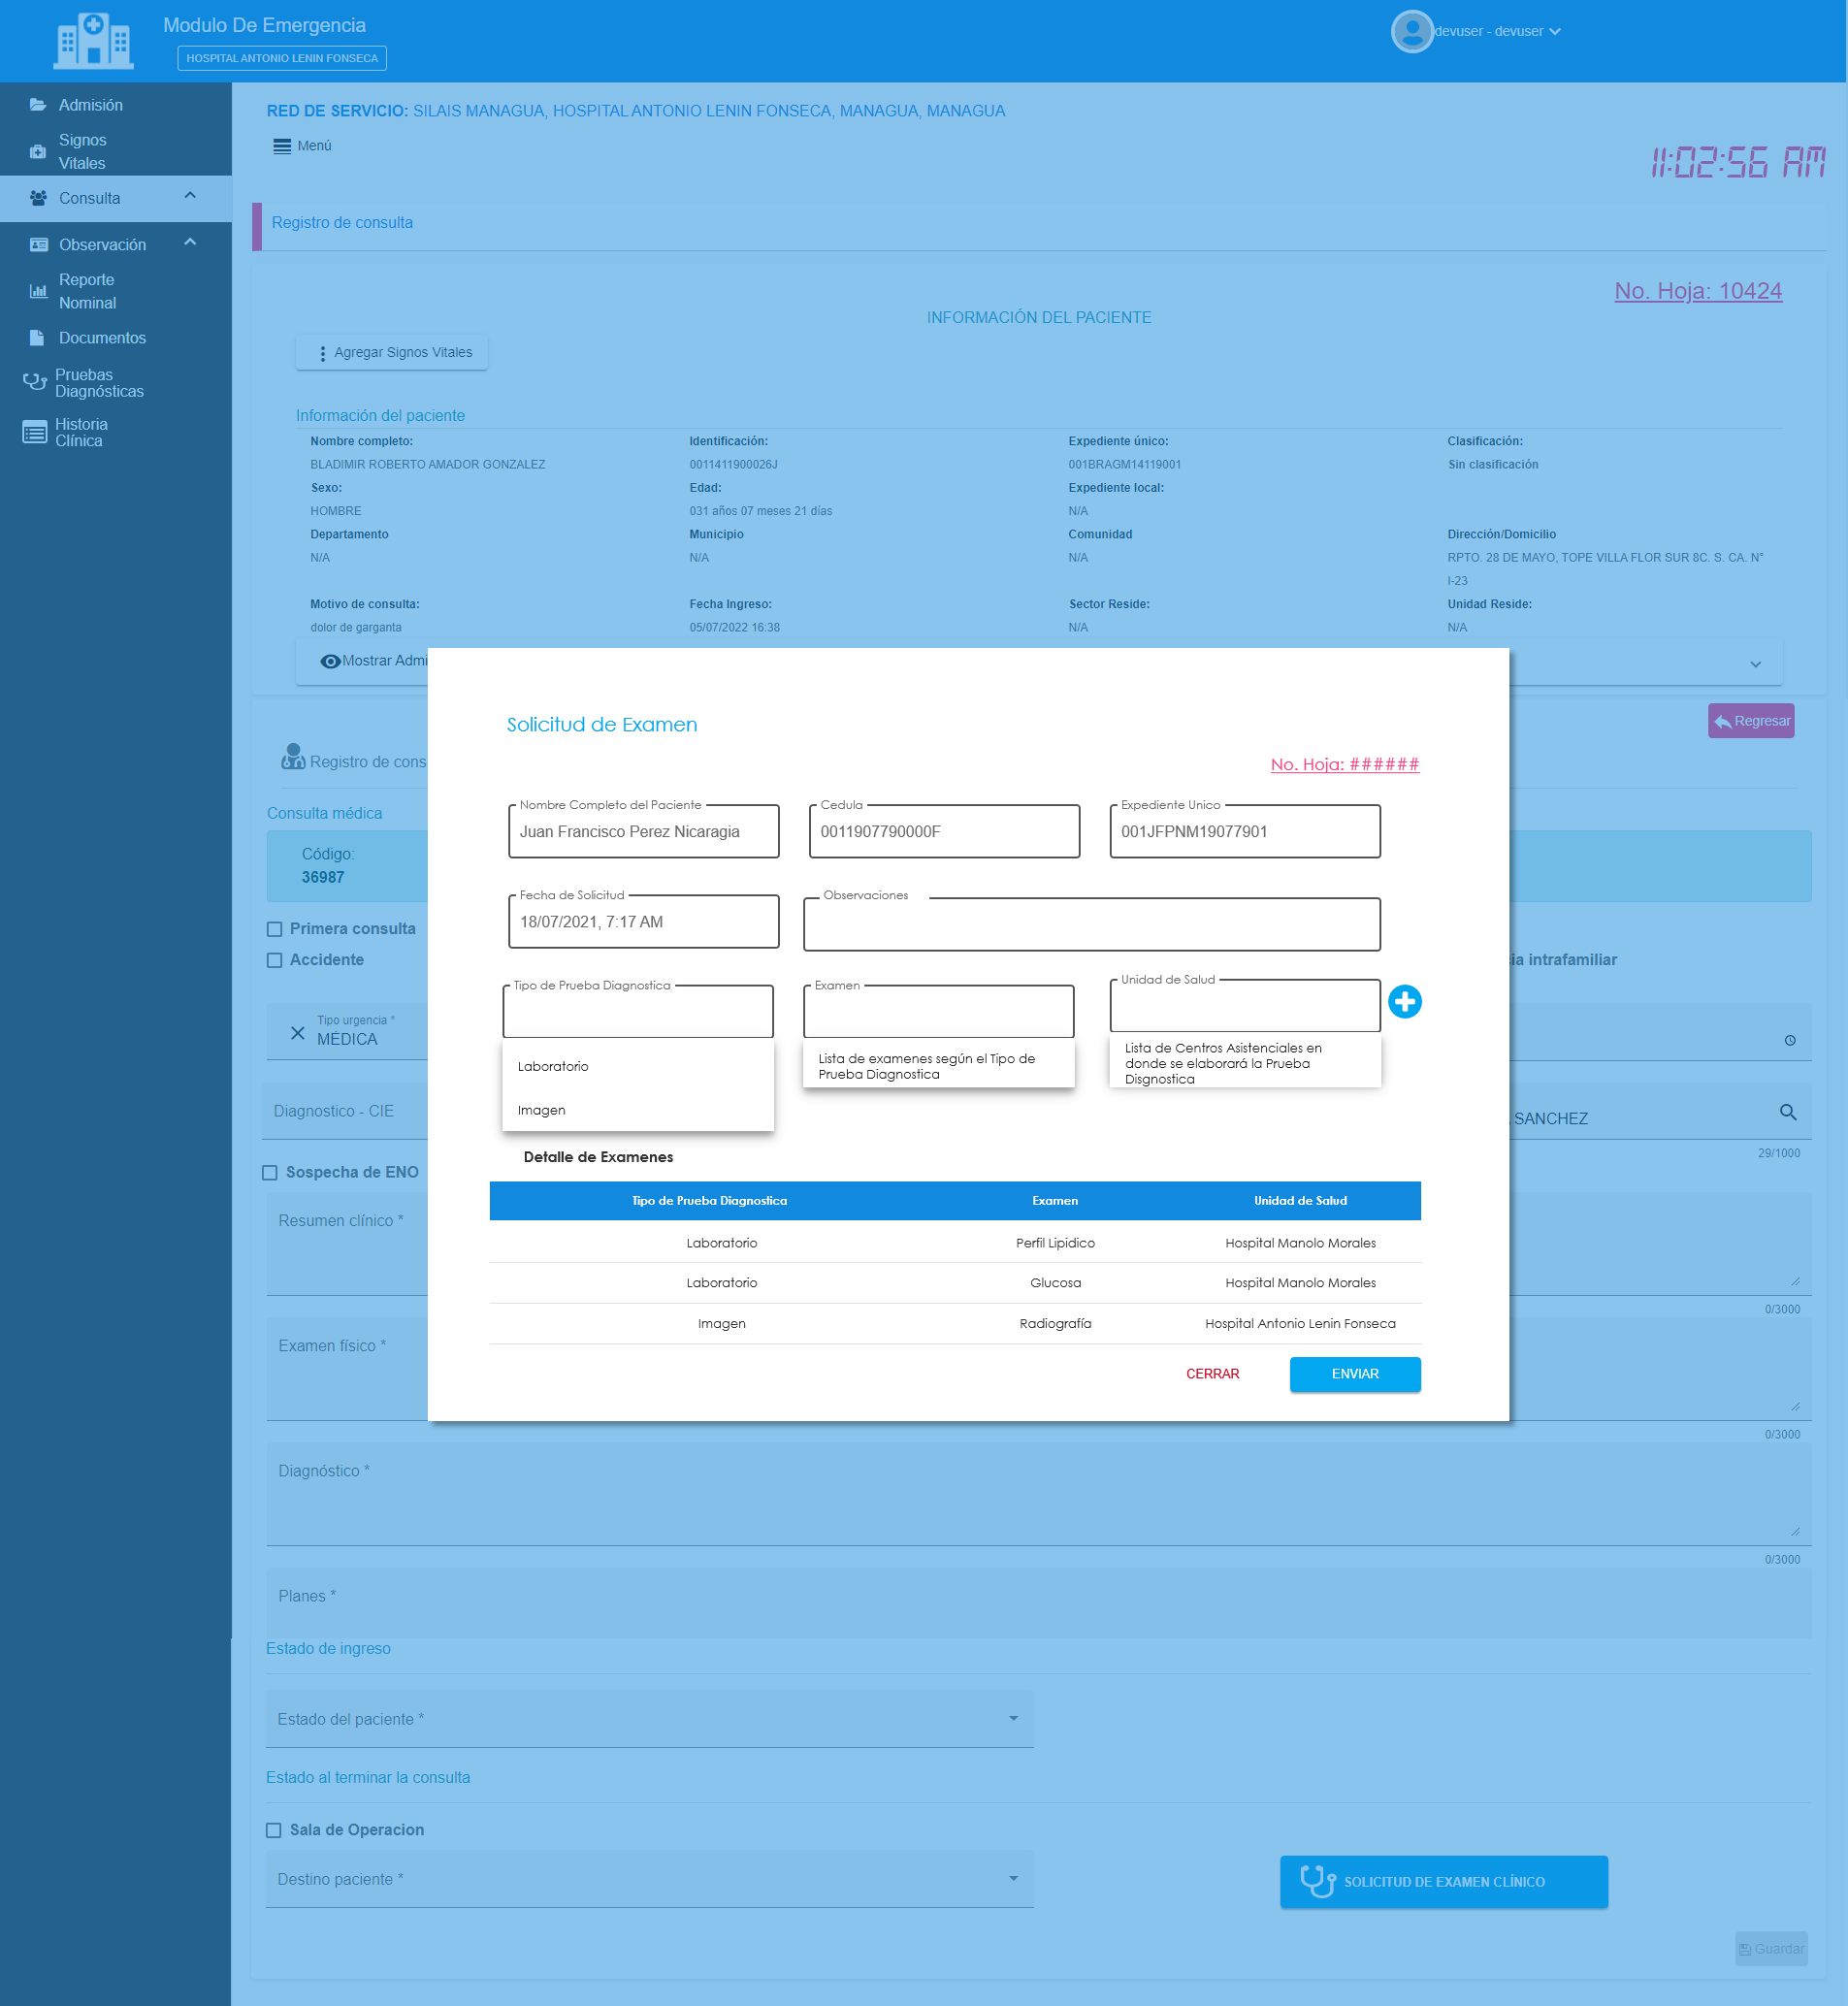 Modulo De Emergencia
HOSPITAL ANTONIO LENIN FONSECA
devuser - devuser
Admisión
Signos
Vitales
Consulta
Observación
Reporte
Nominal
Documentos
Pruebas
Diagnósticas
Historia
Clínica
RED DE SERVICIO: SILAIS MANAGUA, HOSPITAL ANTONIO LENIN FONSECA, MANAGUA, MANAGUA
Menú
11:02:56 AM
Registro de consulta
No. Hoja: 10424
INFORMACIÓN DEL PACIENTE
Agregar Signos Vitales
Información del paciente
Nombre completo: Identificación: Expediente único: Clasificación:
BLADIMIR ROBERTO AMADOR GONZALEZ 0011411900026J 001BRAGM14119001 Sin clasificación
Sexo: Edad: Expediente local:
HOMBRE 031 años 07 meses 21 días N/A
Departamento Municipio Comunidad Dirección/Domicilio
N/A N/A N/A RPTO. 28 DE MAYO, TOPE VILLA FLOR SUR 8C. S. CA. N°
I-23
Motivo de consulta: Fecha Ingreso: Sector Reside: Unidad Reside:
dolor de garganta 05/07/2022 16:38 N/A N/A
Mostrar Admi
Regresar
Registro de cons
Consulta médica
Código:
36987
Primera consulta
Accidente
ia intrafamiliar
Tipo urgencia *
MÉDICA
Diagnostico - CIE
SANCHEZ
29/1000
Sospecha de ENO
Resumen clínico *
0/3000
Examen físico *
0/3000
Solicitud de Examen
No. Hoja: ######
Nombre Completo del Paciente Cedula Expediente Unico
Juan Francisco Perez Nicaragia 0011907790000F 001JFPNM19077901
Fecha de Solicitud Observaciones
18/07/2021, 7:17 AM
Tipo de Prueba Diagnostica Examen Unidad de Salud
Laboratorio
Imagen
Lista de examenes según el Tipo de
Prueba Diagnostica
Lista de Centros Asistenciales en
donde se elaborará la Prueba
Disgnostica
Detalle de Examenes
Tipo de Prueba Diagnostica Examen Unidad de Salud
Laboratorio Perfil Lipidico Hospital Manolo Morales
Laboratorio Glucosa Hospital Manolo Morales
Imagen Radiografía Hospital Antonio Lenin Fonseca
CERRAR ENVIAR
Diagnóstico *
0/3000
Planes *
Estado de ingreso
Estado del paciente *
Estado al terminar la consulta
Sala de Operacion
Destino paciente *
SOLICITUD DE EXAMEN CLÍNICO
Guardar